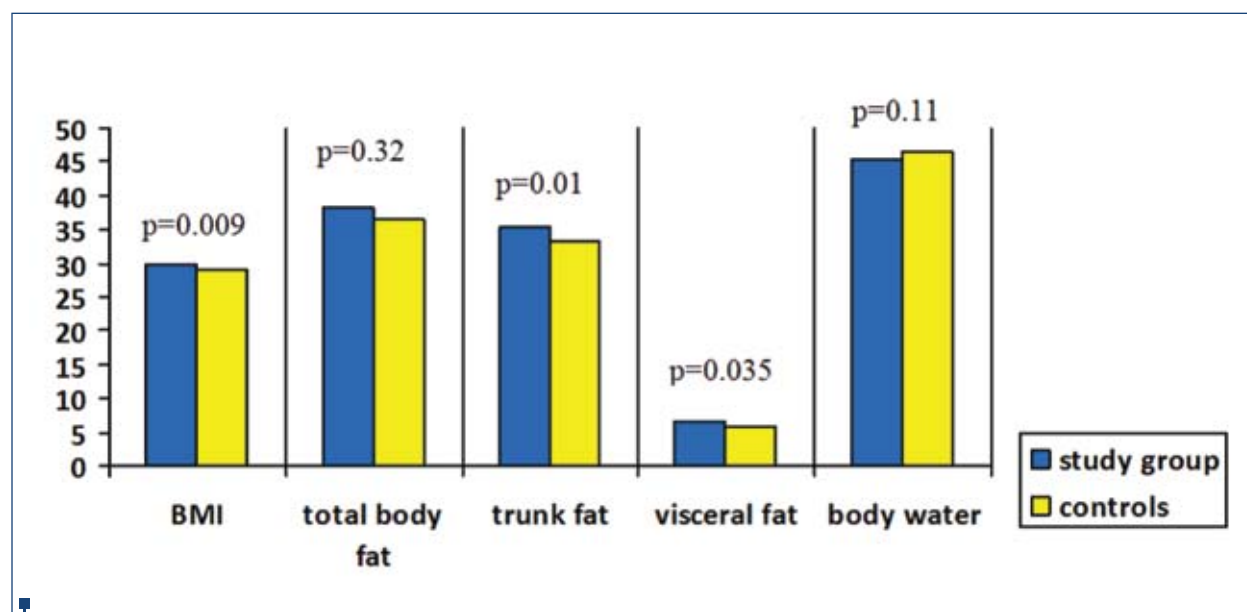 50
45
40
35
30
25
20
15
10
5
0
p=0.009
p=0.32
p=0.01
p=0.035
p=0.11
BMI
total body
fat
trunk fat
visceral fat
body water
study group
controls